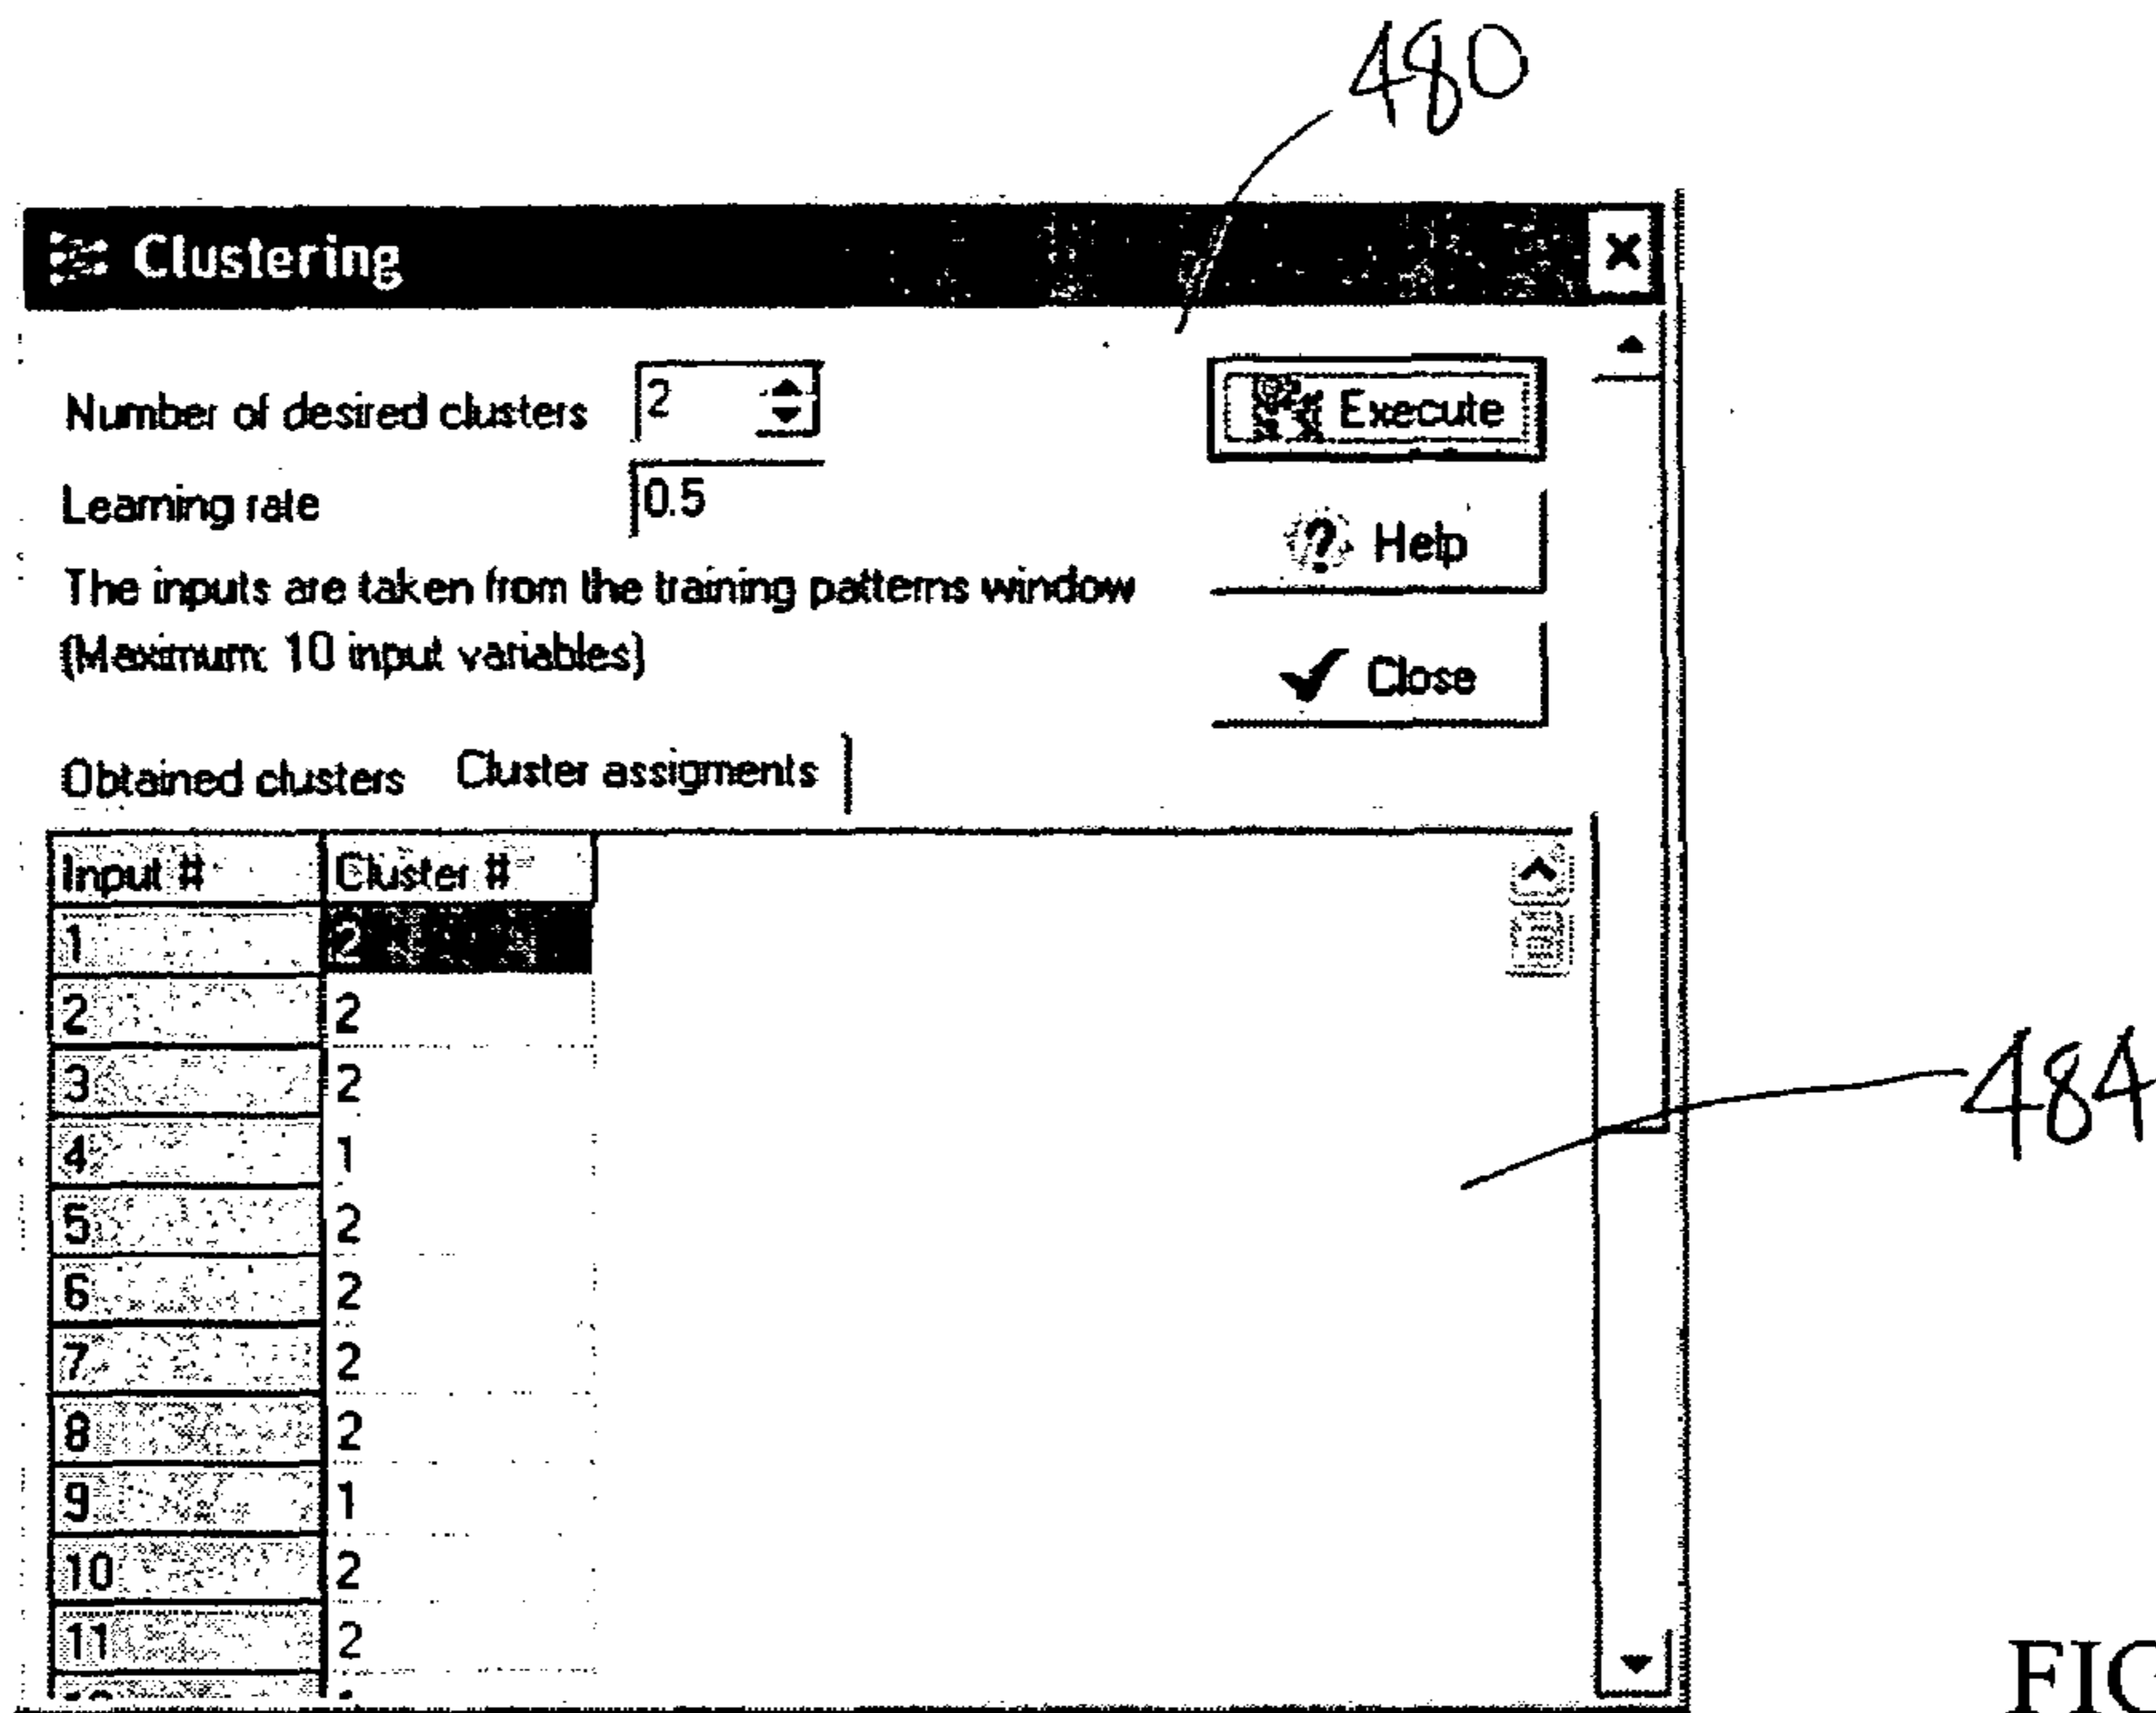 480
Clustering
Number of desired clusters 2
Execute
Learning rate 0.5
Help
The inputs are taken from the training patterns window
(Maximum: 10 input variables)
Close
Obtained clusters Cluster assigments
Input # Cluster #
1 2
2 2
3 2
4 1
5 2
6 2
7 2
8 2
9 1
10 2
11 2
484
FIG